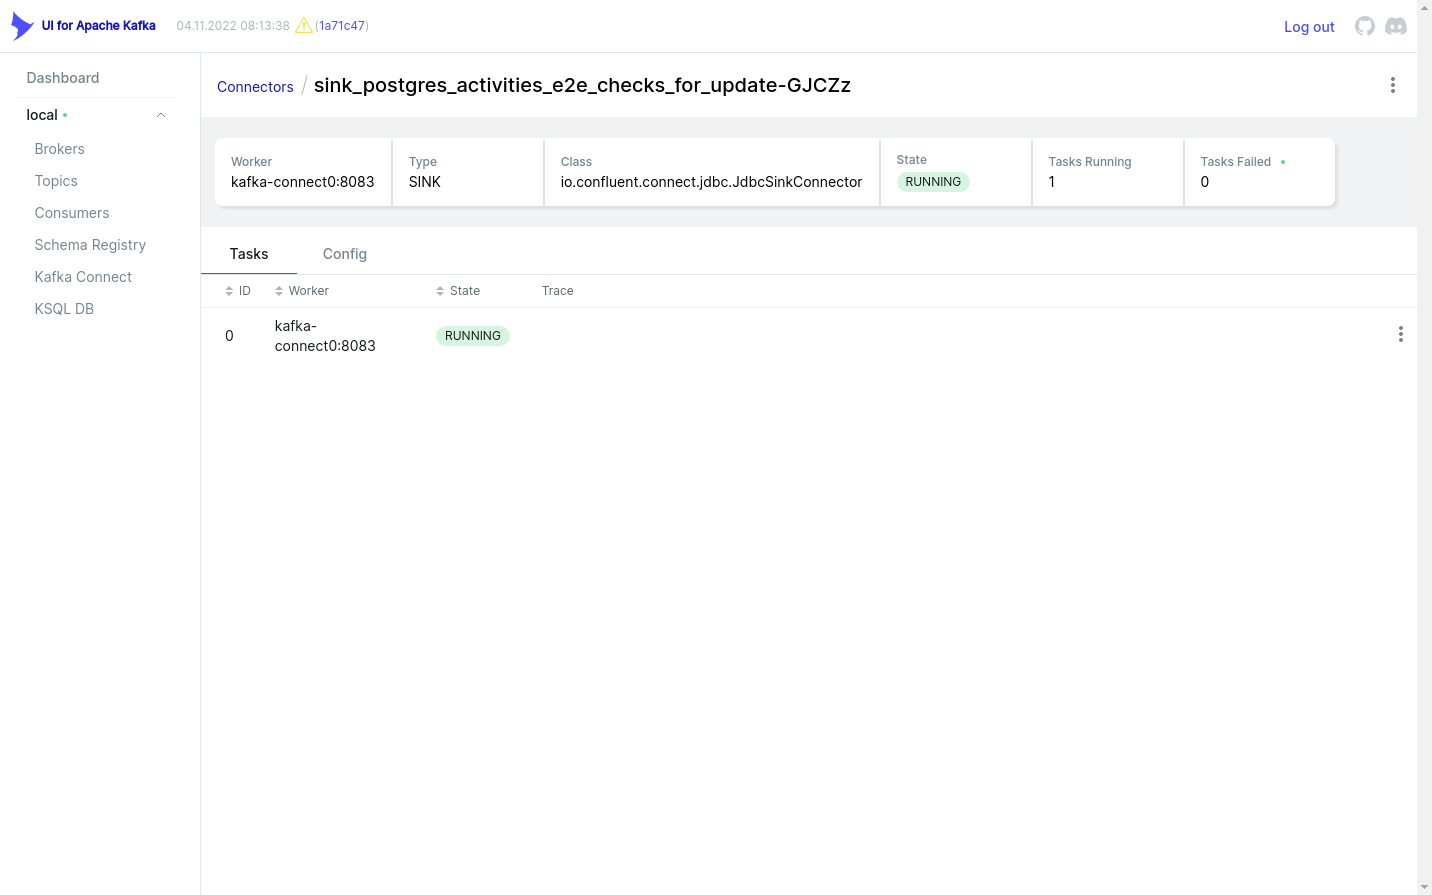 UI for Apache Kafka 04.11.2022 08:13:38 (1a71c47) Log out
Dashboard
local
Brokers
Topics
Consumers
Schema Registry
Kafka Connect
KSQL DB
Connectors / sink_postgres_activities_e2e_checks_for_update-GJCZz
Worker
kafka-connect0:8083
Type
SINK
Class
io.confluent.connect.jdbc.JdbcSinkConnector
State
RUNNING
Tasks Running
1
Tasks Failed
0
Tasks Config
ID Worker State Trace
0 kafka-
connect0:8083 RUNNING